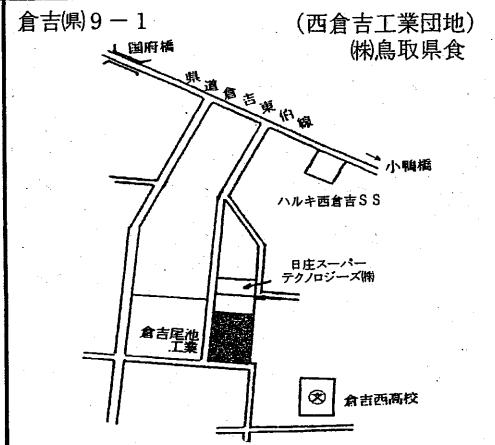 倉吉(県)9-1
(西倉吉工業団地)
㈱鳥取県食
国府橋
県道倉吉東伯線
小鴨橋
ハルキ西倉吉SS
日庄スーパー
テクノロジーズ㈱
倉吉尾池
工業
倉吉西高校